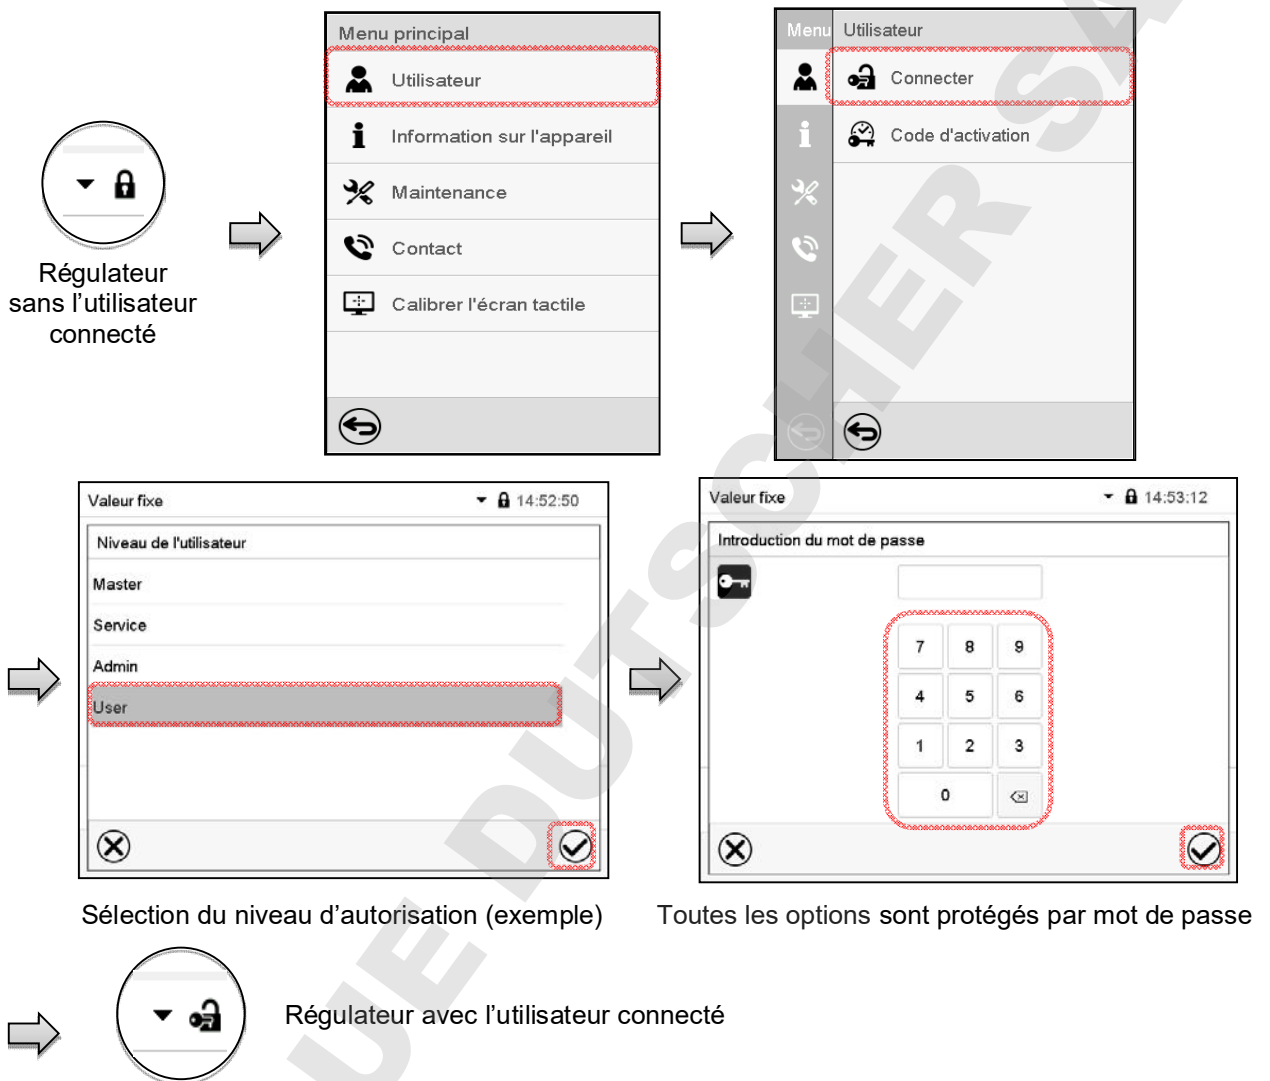 Menu principal
Utilisateur
Information sur l'appareil
Maintenance
Contact
Calibrer l'écran tactile
Menu
Utilisateur
Connecter
Code d'activation
Régulateur
sans l’utilisateur
connecté
Valeur fixe
14:52:50
Niveau de l'utilisateur
Master
Service
Admin
User
Valeur fixe
14:53:12
Introduction du mot de passe
7 8 9
4 5 6
1 2 3
0
Sélection du niveau d’autorisation (exemple)
Toutes les options sont protégés par mot de passe
Régulateur avec l’utilisateur connecté
UE DUTSCHER SA